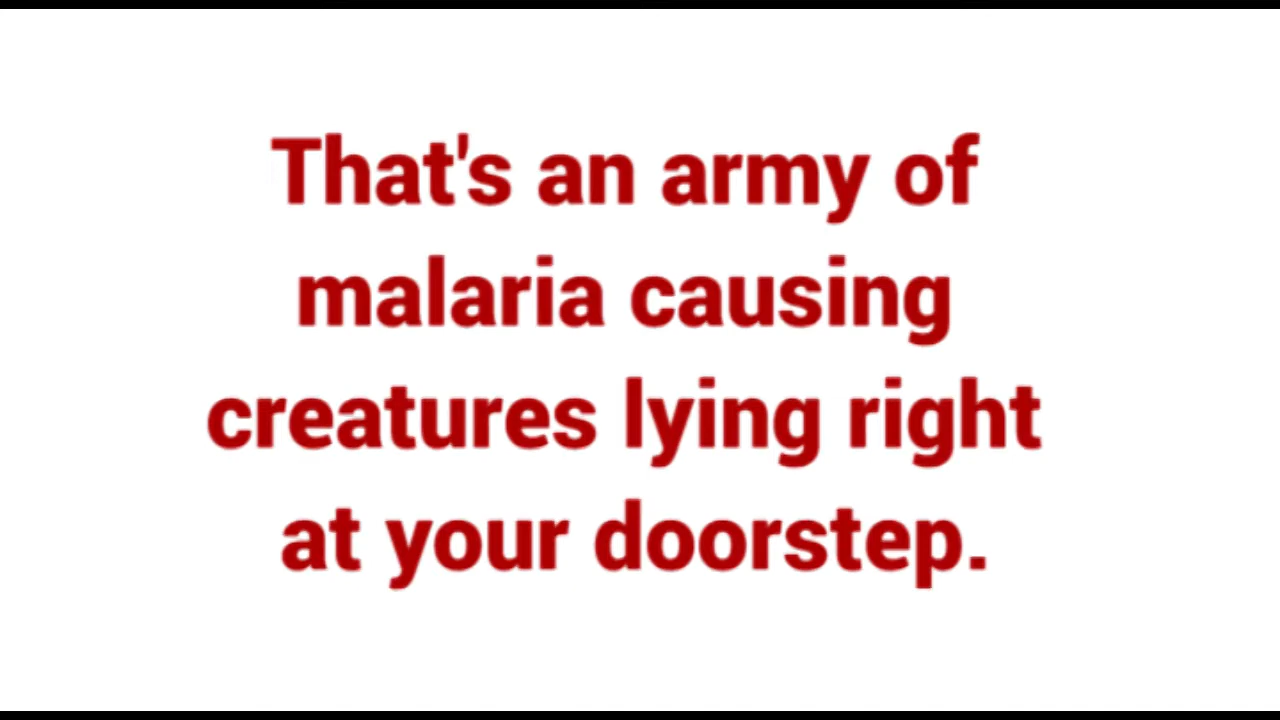 That's an army of
malaria causing
creatures lying right
at your doorstep.